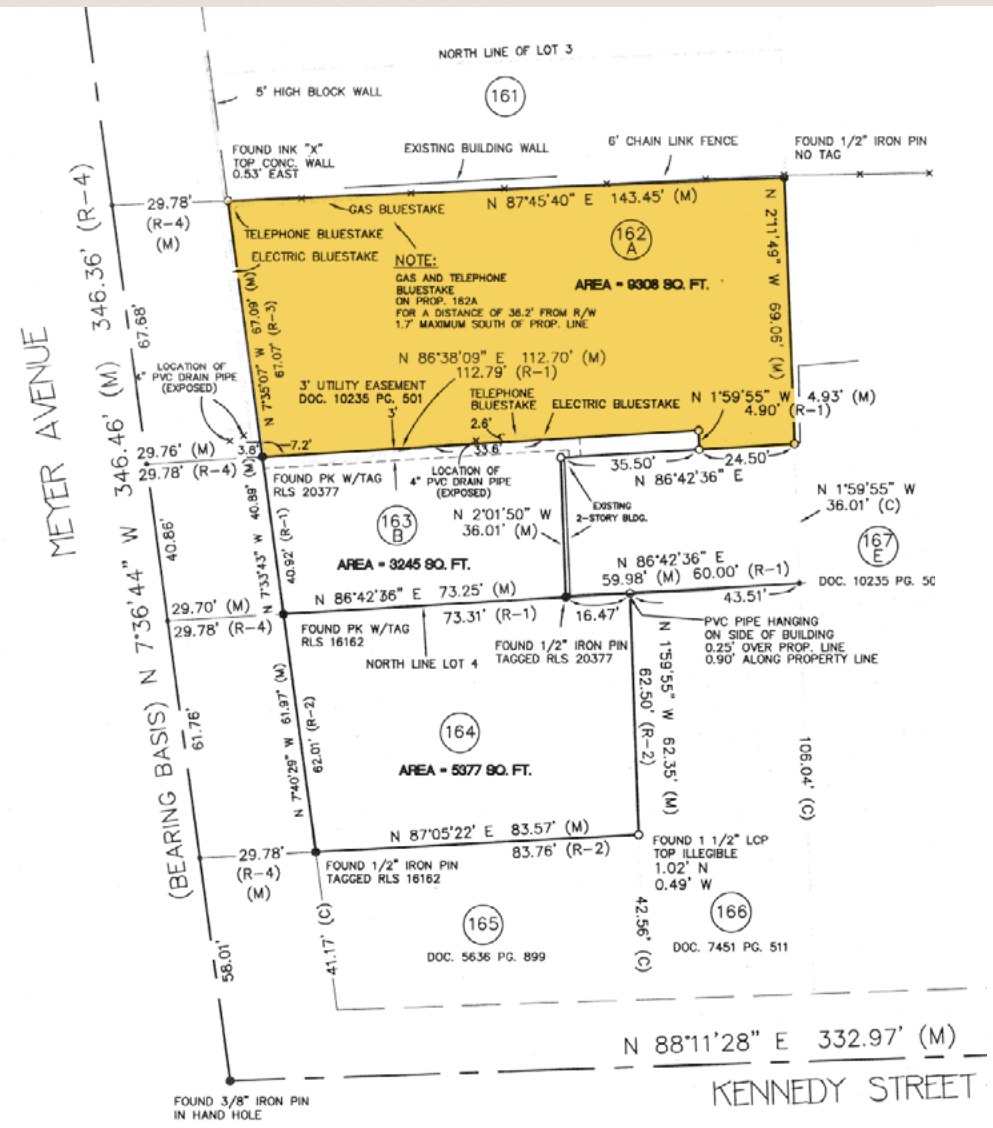 NORTH LINE OF LOT 3
5' HIGH BLOCK WALL
161
FOUND INK "X"
TOP CONC. WALL
0.53' EAST
EXISTING BUILDING WALL
6' CHAIN LINK FENCE
FOUND 1/2" IRON PIN
NO TAG
29.78'
(R-4)
(M)
GAS BLUESTAKE
N 87°45'40" E 143.45' (M)
TELEPHONE BLUESTAKE
ELECTRIC BLUESTAKE
162
A
NOTE:
GAS AND TELEPHONE
BLUESTAKE
ON PROP. 162A
FOR A DISTANCE OF 36.2' FROM R/W
1.7' MAXIMUM SOUTH OF PROP. LINE
AREA = 9308 SQ. FT.
N 2°11'49" W 69.06' (M)
MEYER AVENUE
(BEARING BASIS) N 7°36'44" W 346.46' (M) 346.36' (R-4)
67.68'
N 7°35'07" W 67.09' (M)
67.07' (R-3)
N 86°38'09" E 112.70' (M)
112.79' (R-1)
LOCATION OF
4" PVC DRAIN PIPE
(EXPOSED)
3' UTILITY EASEMENT
DOC. 10235 PG. 501
3'
TELEPHONE
BLUESTAKE
ELECTRIC BLUESTAKE
N 1°59'55" W 4.93' (M)
4.90' (R-1)
2.6'
33.6'
7.2'
3.8'
29.76' (M)
29.78' (R-4)
FOUND PK W/TAG
RLS 20377
LOCATION OF
4" PVC DRAIN PIPE
(EXPOSED)
35.50'
24.50'
N 86°42'36" E
EXISTING
2-STORY BLDG.
N 2°01'50" W
36.01' (M)
N 1°59'55" W
36.01' (C)
163
B
167
E
AREA = 3245 SQ. FT.
40.86'
N 7°33'43" W 40.89' (M)
40.92' (R-1)
N 86°42'36" E
59.98' (M) 60.00' (R-1)
DOC. 10235 PG. 50
N 86°42'36" E 73.25' (M)
73.31' (R-1)
16.47'
43.51'
29.70' (M)
29.78' (R-4)
FOUND PK W/TAG
RLS 16162
NORTH LINE LOT 4
FOUND 1/2" IRON PIN
TAGGED RLS 20377
PVC PIPE HANGING
ON SIDE OF BUILDING
0.25' OVER PROP. LINE
0.90' ALONG PROPERTY LINE
N 1°59'55" W 62.35' (M)
62.50' (R-2)
61.76'
N 7°40'29" W 61.97' (M)
62.01' (R-2)
164
AREA = 5377 SQ. FT.
106.04' (C)
N 87°05'22" E 83.57' (M)
83.76' (R-2)
29.78'
(R-4)
(M)
FOUND 1/2" IRON PIN
TAGGED RLS 16162
FOUND 1 1/2" LCP
TOP ILLEGIBLE
1.02' N
0.49' W
41.17' (C)
165
DOC. 5636 PG. 899
42.56' (C)
166
DOC. 7451 PG. 511
58.01'
N 88°11'28" E 332.97' (M)
KENNEDY STREET
FOUND 3/8" IRON PIN
IN HAND HOLE